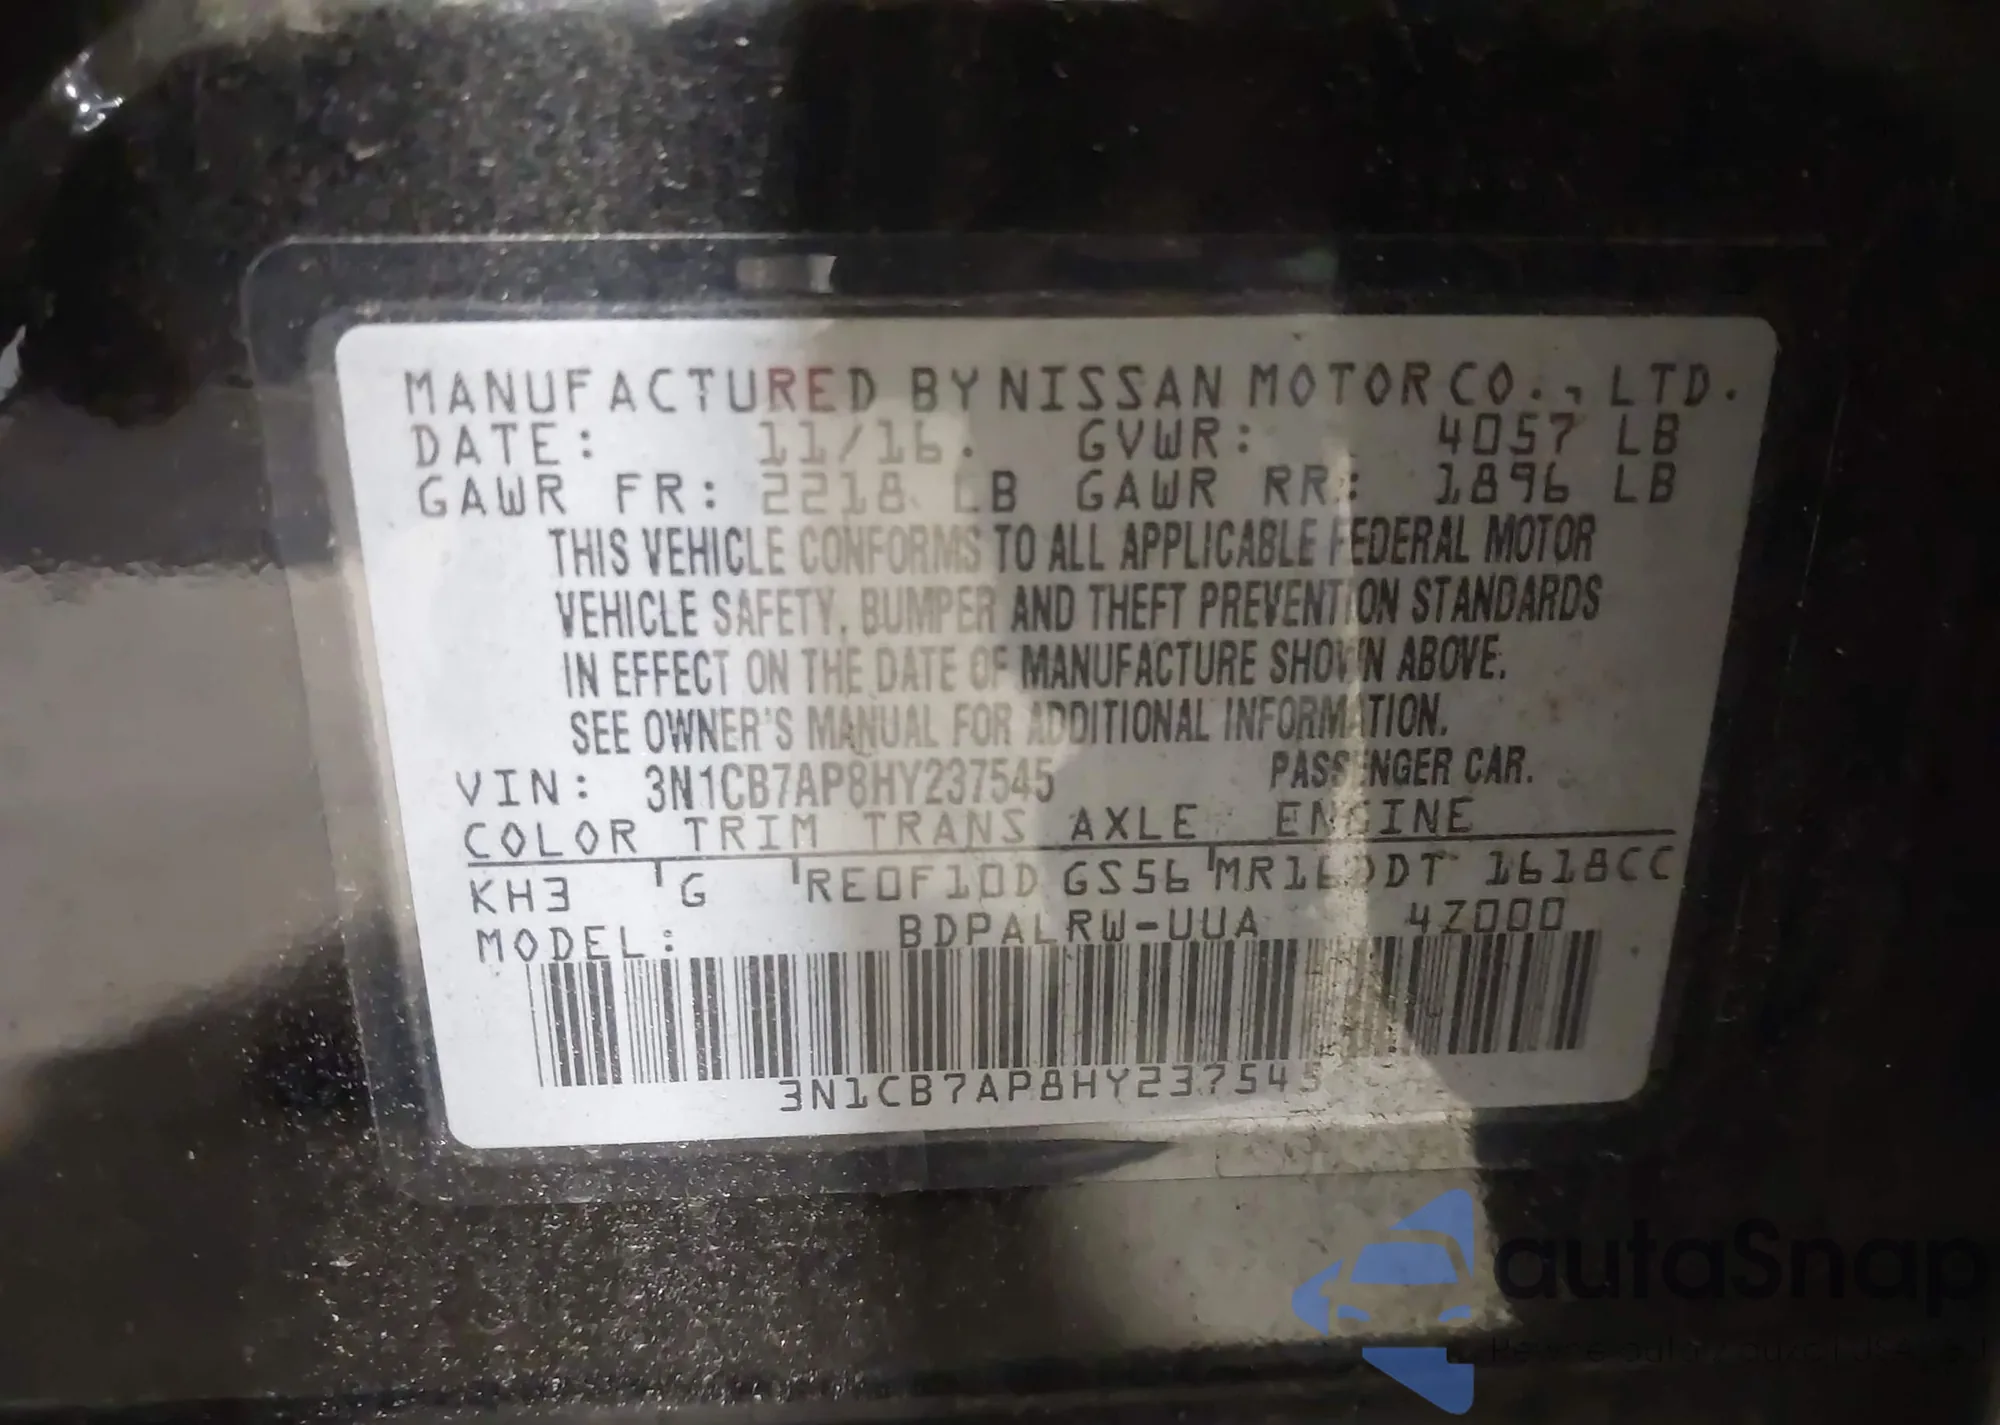 MANUFACTURED BY NISSAN MOTOR CO., LTD.
DATE: 11/16. GVWR: 4057 LB
GAWR FR: 2218 LB GAWR RR: 1896 LB
THIS VEHICLE CONFORMS TO ALL APPLICABLE FEDERAL MOTOR
VEHICLE SAFETY, BUMPER AND THEFT PREVENTION STANDARDS
IN EFFECT ON THE DATE OF MANUFACTURE SHOWN ABOVE.
SEE OWNER'S MANUAL FOR ADDITIONAL INFORMATION.
VIN: 3N1CB7AP8HY237545 PASSENGER CAR.
COLOR TRIM TRANS AXLE ENGINE
KH3 G RE0F10D GS56 MR16DDT 1618CC
MODEL: BDPALRW-UUA 4Z000
3N1CB7AP8HY237545
autaSnap